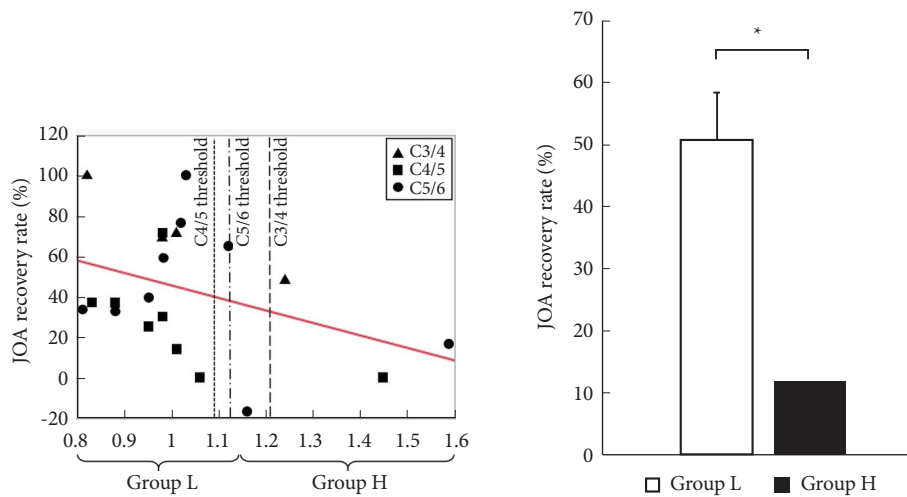 JOA recovery rate (%)
120
100
80
60
40
20
0
-20
C4/5 threshold
C5/6 threshold
C3/4 threshold
C3/4
C4/5
C5/6
0.8 0.9 1 1.1 1.2 1.3 1.4 1.5 1.6
Group L Group H
JOA recovery rate (%)
70
60
50
40
30
20
10
0
*
Group L Group H